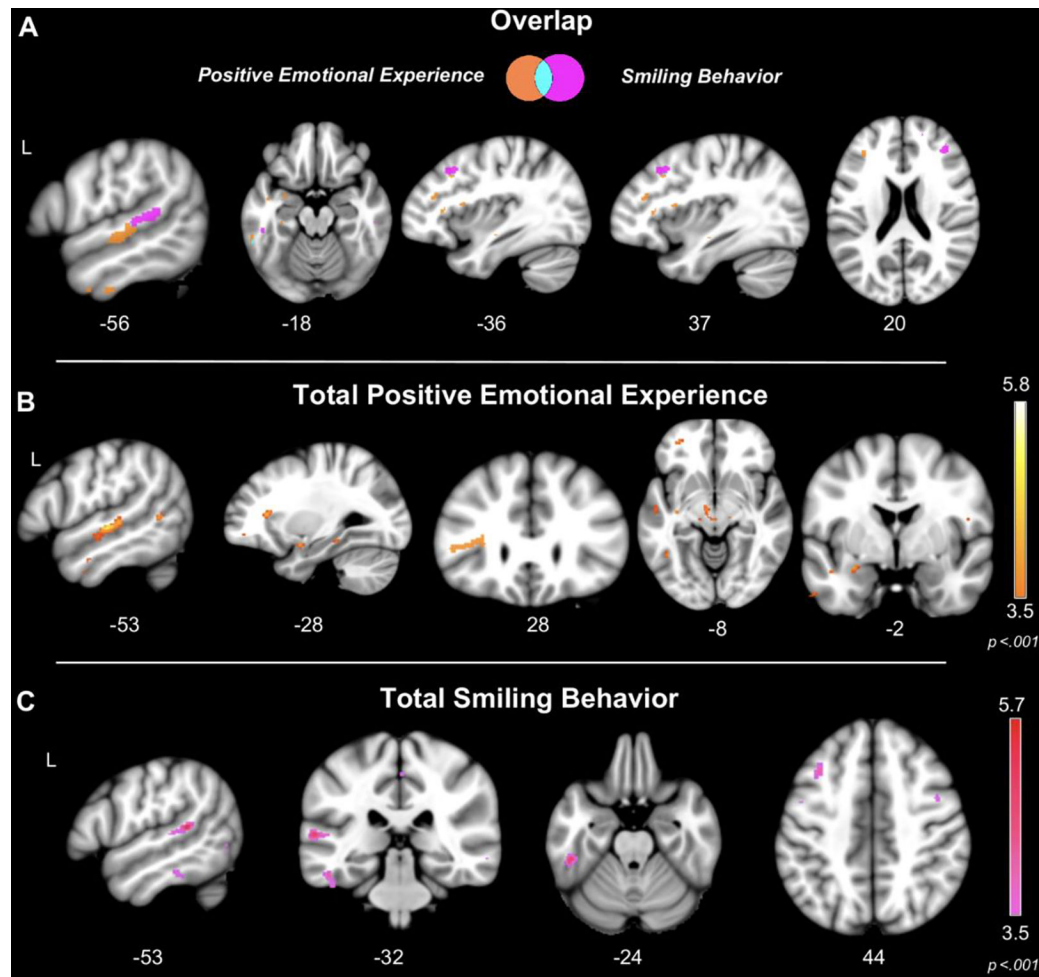 A
Overlap
Positive Emotional Experience
Smiling Behavior
L
-56
-18
-36
37
20
B
Total Positive Emotional Experience
5.8
L
-53
-28
28
-8
-2
3.5
p <.001
C
Total Smiling Behavior
5.7
L
-53
-32
-24
44
3.5
p <.001